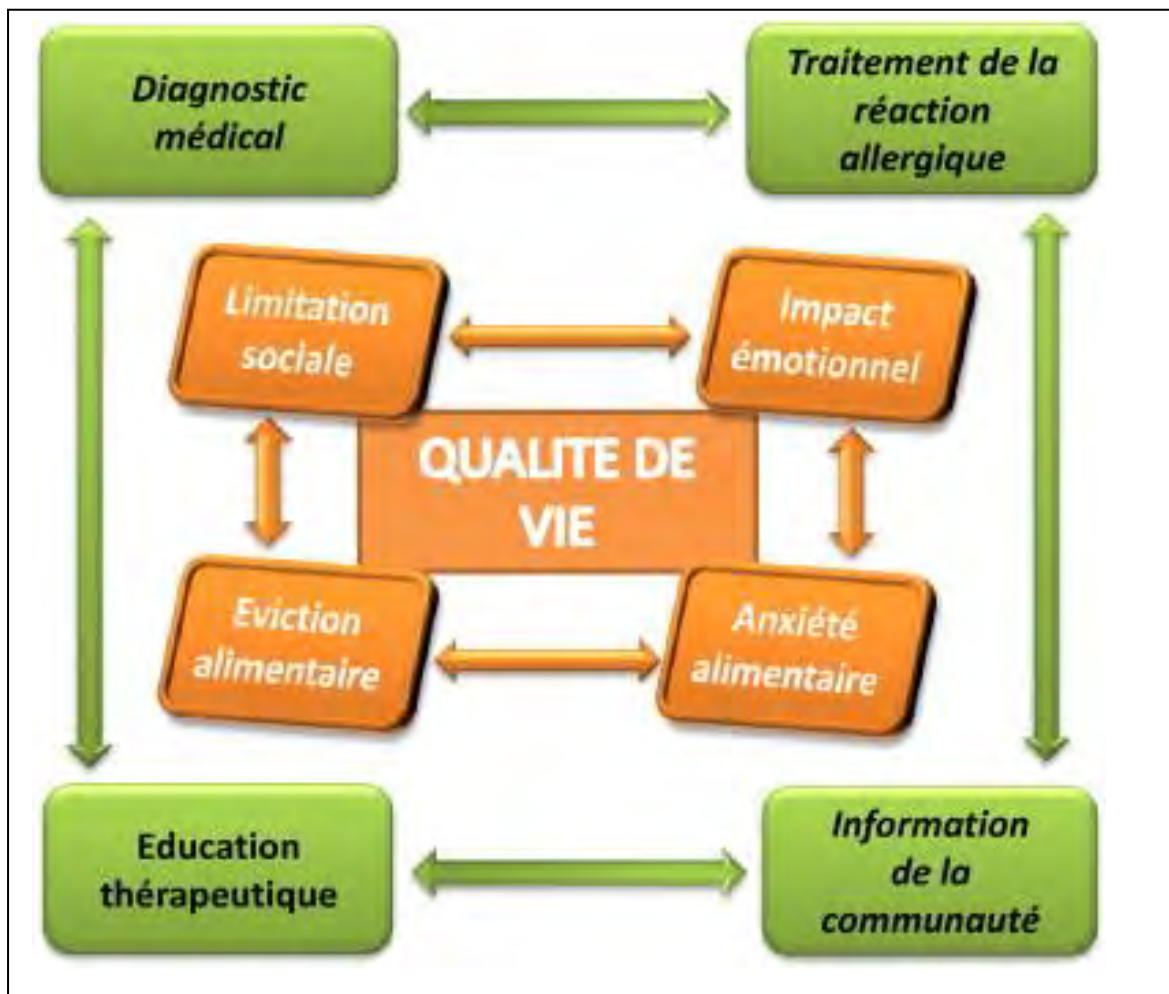 Diagnostic
médical
Traitement de la
réaction
allergique
Limitation
sociale
Impact
émotionnel
QUALITE DE
VIE
Eviction
alimentaire
Anxiété
alimentaire
Education
thérapeutique
Information
de la
communauté